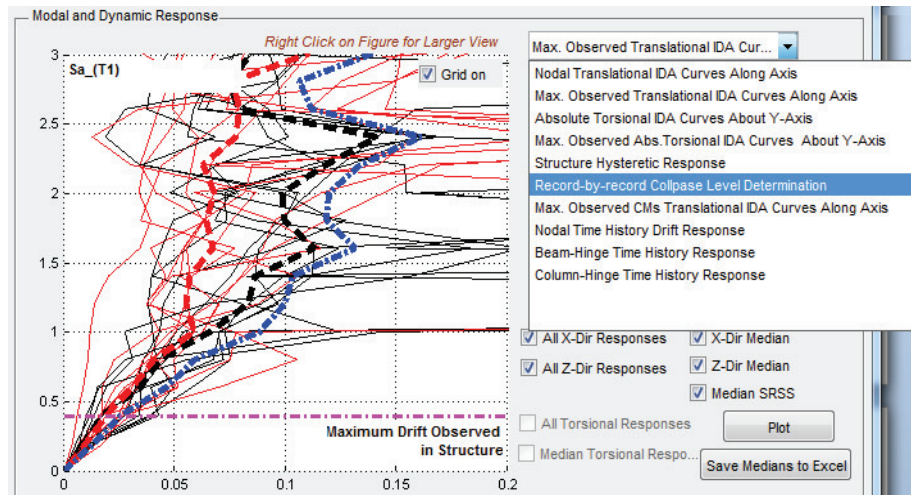 Modal and Dynamic Response
Right Click on Figure for Larger View
Sa_(T1)
Grid on
3
2.5
2
1.5
1
0.5
0
0
0.05
0.1
0.15
0.2
Maximum Drift Observed
in Structure
Max. Observed Translational IDA Cur...
Nodal Translational IDA Curves Along Axis
Max. Observed Translational IDA Curves Along Axis
Absolute Torsional IDA Curves About Y-Axis
Max. Observed Abs.Torsional IDA Curves About Y-Axis
Structure Hysteretic Response
Record-by-record Collpase Level Determination
Max. Observed CMs Translational IDA Curves Along Axis
Nodal Time History Drift Response
Beam-Hinge Time History Response
Column-Hinge Time History Response
All X-Dir Responses
X-Dir Median
All Z-Dir Responses
Z-Dir Median
Median SRSS
All Torsional Responses
Plot
Median Torsional Respo...
Save Medians to Excel